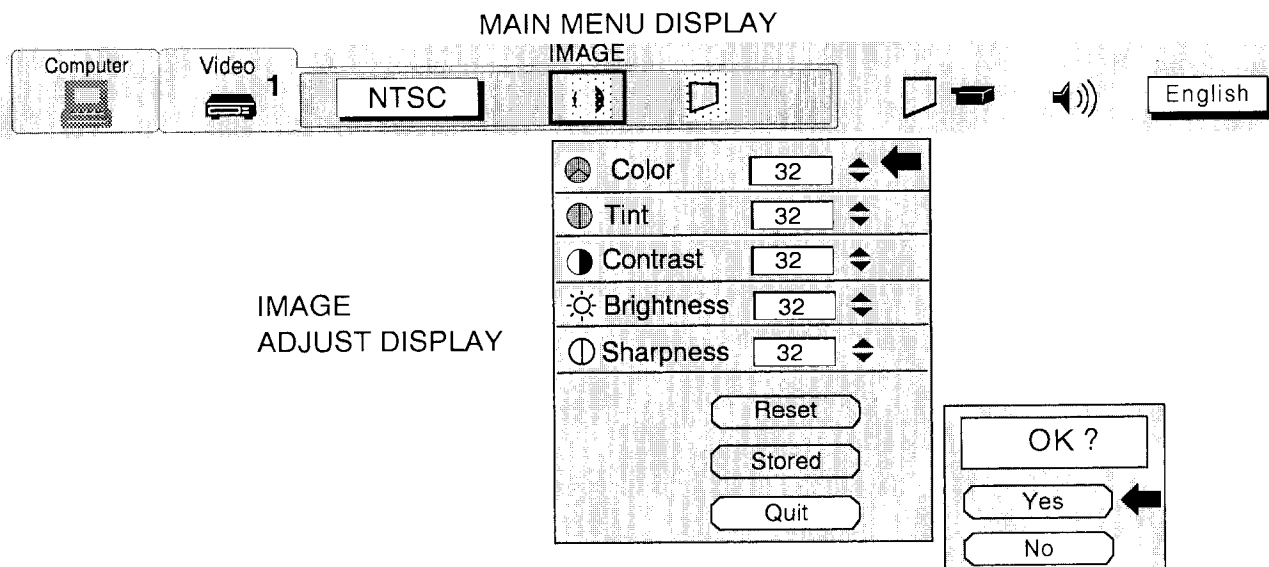 MAIN MENU DISPLAY
IMAGE
Computer
Video
1
NTSC
English
Color 32
Tint 32
Contrast 32
Brightness 32
Sharpness 32
IMAGE
ADJUST DISPLAY
Reset
Stored
Quit
OK ?
Yes
No